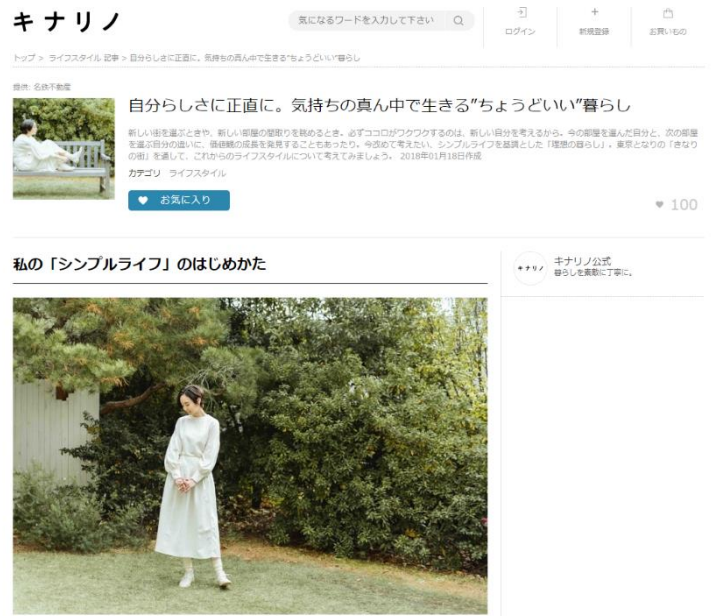 キナリノ
気になるワードを入力して下さい
ログイン
新規登録
お買いもの
トップ > ライフスタイル 記事 > 自分らしさに正直に。気持ちの真ん中で生きる"ちょうどいい"暮らし
提供: 名鉄不動産
自分らしさに正直に。気持ちの真ん中で生きる”ちょうどいい”暮らし
新しい街を選ぶときや、新しい部屋の間取りを眺めるとき。必ずココロがワクワクするのは、新しい自分を考えるから。今の部屋を選んだ自分と、次の部屋
を選ぶ自分の違いに、価値観の成長を発見することもあったり。今改めて考えたい、シンプルライフを基調とした「理想の暮らし」。東京となりの「きなり
の街」を通して、これからのライフスタイルについて考えてみましょう。 2018年01月18日作成
カテゴリ ライフスタイル
お気に入り
100
私の「シンプルライフ」のはじめかた
キナリノ
キナリノ公式
暮らしを素敵に丁寧に。